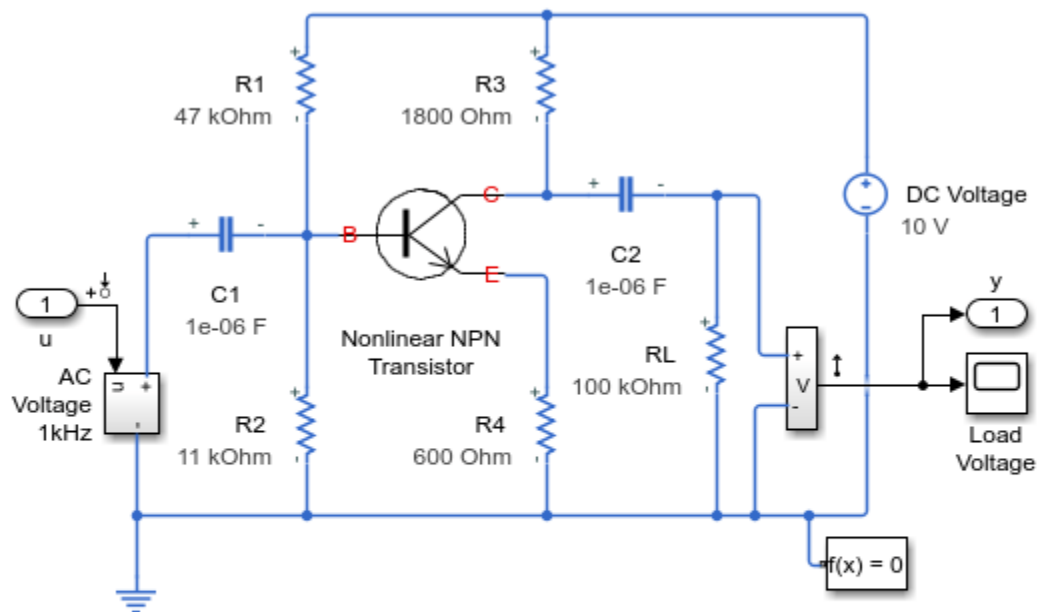 +
R1
47 kOhm
-
+
R3
1800 Ohm
-
+
-
DC Voltage
10 V
+ -
C1
1e-06 F
B
C
E
Nonlinear NPN
Transistor
+ -
C2
1e-06 F
1
u
+
AC
Voltage
1kHz
u
+
-
+
R2
11 kOhm
-
+
R4
600 Ohm
-
+
RL
100 kOhm
-
+
V
-
y
1
Load
Voltage
f(x) = 0